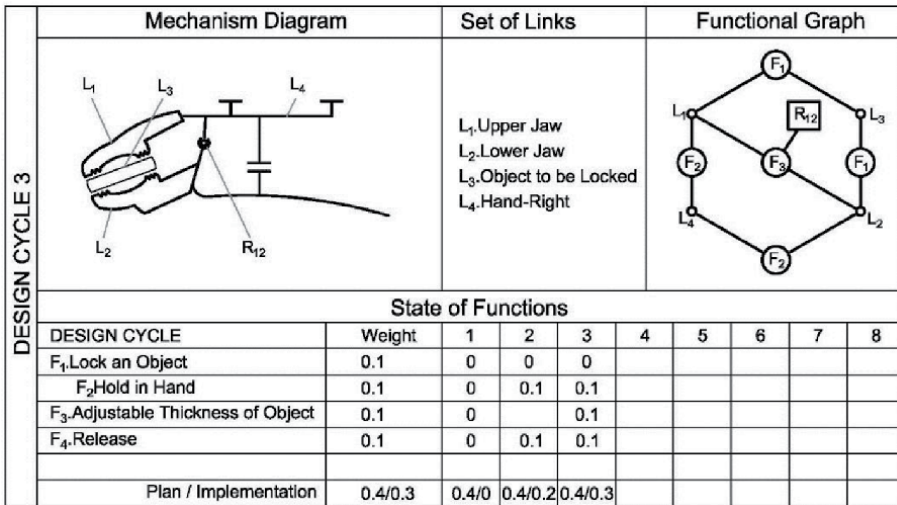 DESIGN CYCLE 3
Mechanism Diagram Set of Links Functional Graph
L₁ L₃ L₄
L₂ R₁₂
L₁.Upper Jaw
L₂.Lower Jaw
L₃.Object to be Locked
L₄.Hand-Right
F₁
L₁ R₁₂ L₃
F₂ F₃ F₁
L₄ L₂
F₂
State of Functions
DESIGN CYCLE Weight 1 2 3 4 5 6 7 8
F₁.Lock an Object 0.1 0 0 0
F₂Hold in Hand 0.1 0 0.1 0.1
F₃.Adjustable Thickness of Object 0.1 0 0.1
F₄.Release 0.1 0 0.1 0.1
Plan / Implementation 0.4/0.3 0.4/0 0.4/0.2 0.4/0.3